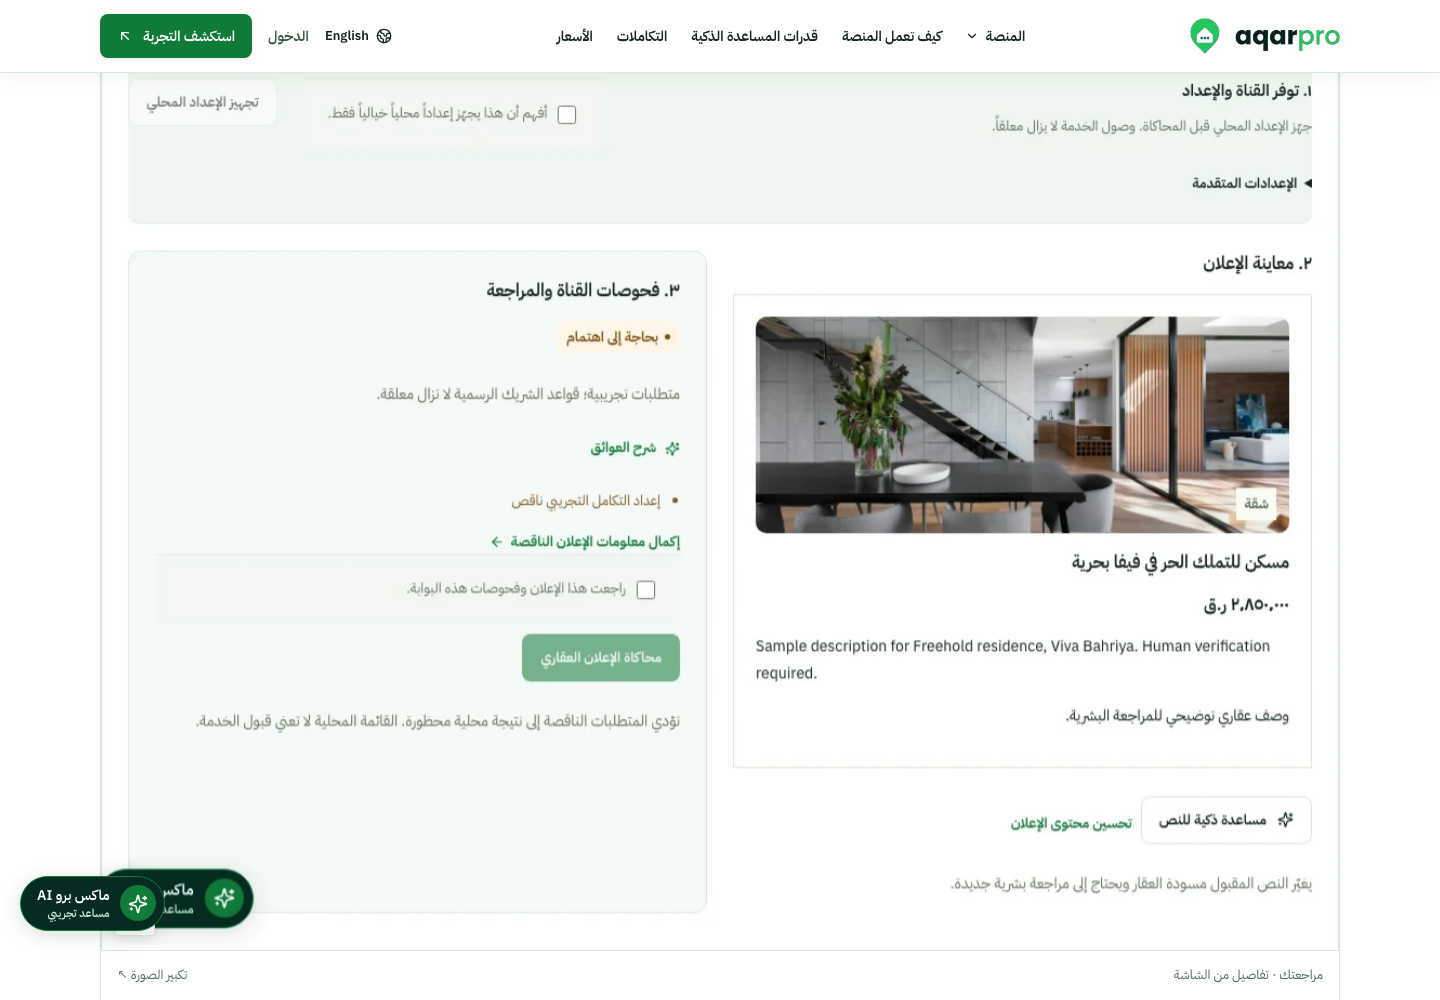 aqarpro
المنصة
كيف تعمل المنصة
قدرات المساعدة الذكية
التكاملات
الأسعار
English
الدخول
استكشف التجربة
١. توفر القناة والإعداد
جهّز الإعداد المحلي قبل المحاكاة. وصول الخدمة لا يزال معلقاً.
أفهم أن هذا يجهّز إعداداً محلياً خيالياً فقط.
تجهيز الإعداد المحلي
الإعدادات المتقدمة
٢. معاينة الإعلان
شقة
مسكن للتملك الحر في فيفا بحرية
٢,٨٥٠,٠٠٠ ر.ق
Sample description for Freehold residence, Viva Bahriya. Human verification
required.
وصف عقاري توضيحي للمراجعة البشرية.
مساعدة ذكية للنص
تحسين محتوى الإعلان
يغيّر النص المقبول مسودة العقار ويحتاج إلى مراجعة بشرية جديدة.
٣. فحوصات القناة والمراجعة
• بحاجة إلى اهتمام
متطلبات تجريبية؛ قواعد الشريك الرسمية لا تزال معلقة.
شرح العوائق
• إعداد التكامل التجريبي ناقص
إكمال معلومات الإعلان الناقصة ←
راجعت هذا الإعلان وفحوصات هذه البوابة.
محاكاة الإعلان العقاري
تؤدي المتطلبات الناقصة إلى نتيجة محلية محظورة. القائمة المحلية لا تعني قبول الخدمة.
ماكس
ماكس برو AI
مساعد تجريبي
مراجعتك · تفاصيل من الشاشة
تكبير الصورة ↖